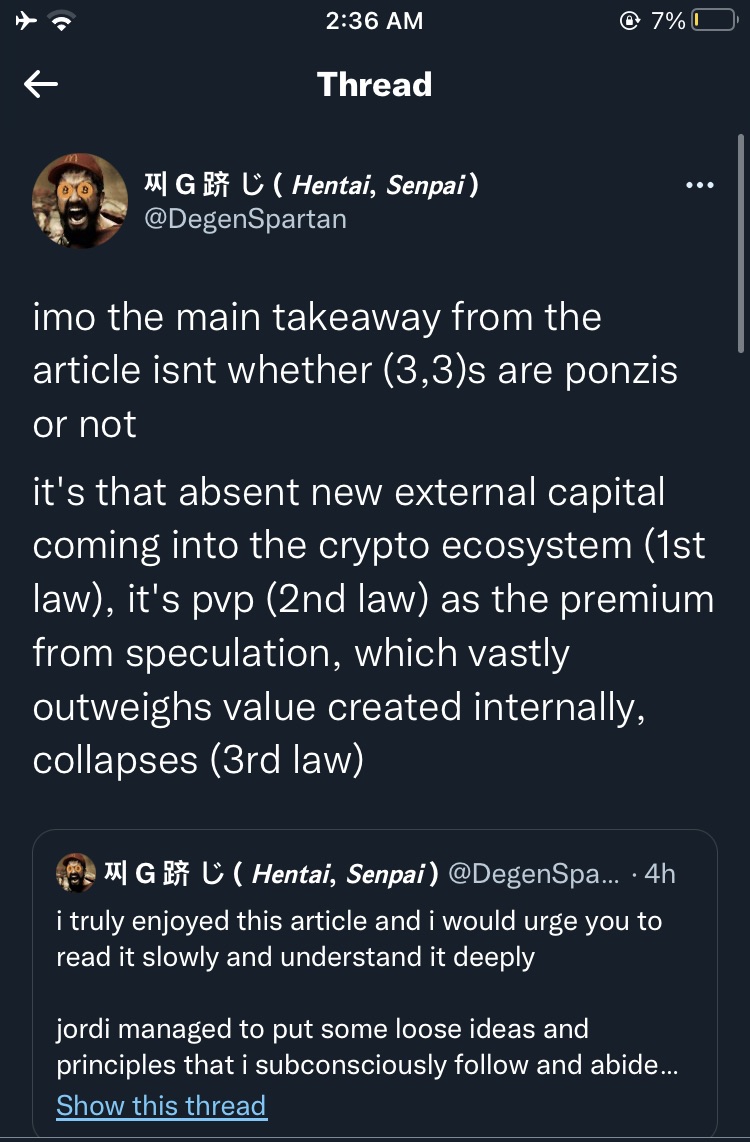 2:36 AM
7%
Thread
찌 G 跻 じ ( Hentai, Senpai )
@DegenSpartan
imo the main takeaway from the
article isnt whether (3,3)s are ponzis
or not
it's that absent new external capital
coming into the crypto ecosystem (1st
law), it's pvp (2nd law) as the premium
from speculation, which vastly
outweighs value created internally,
collapses (3rd law)
찌 G 跻 じ ( Hentai, Senpai ) @DegenSpa... · 4h
i truly enjoyed this article and i would urge you to
read it slowly and understand it deeply
jordi managed to put some loose ideas and
principles that i subconsciously follow and abide...
Show this thread